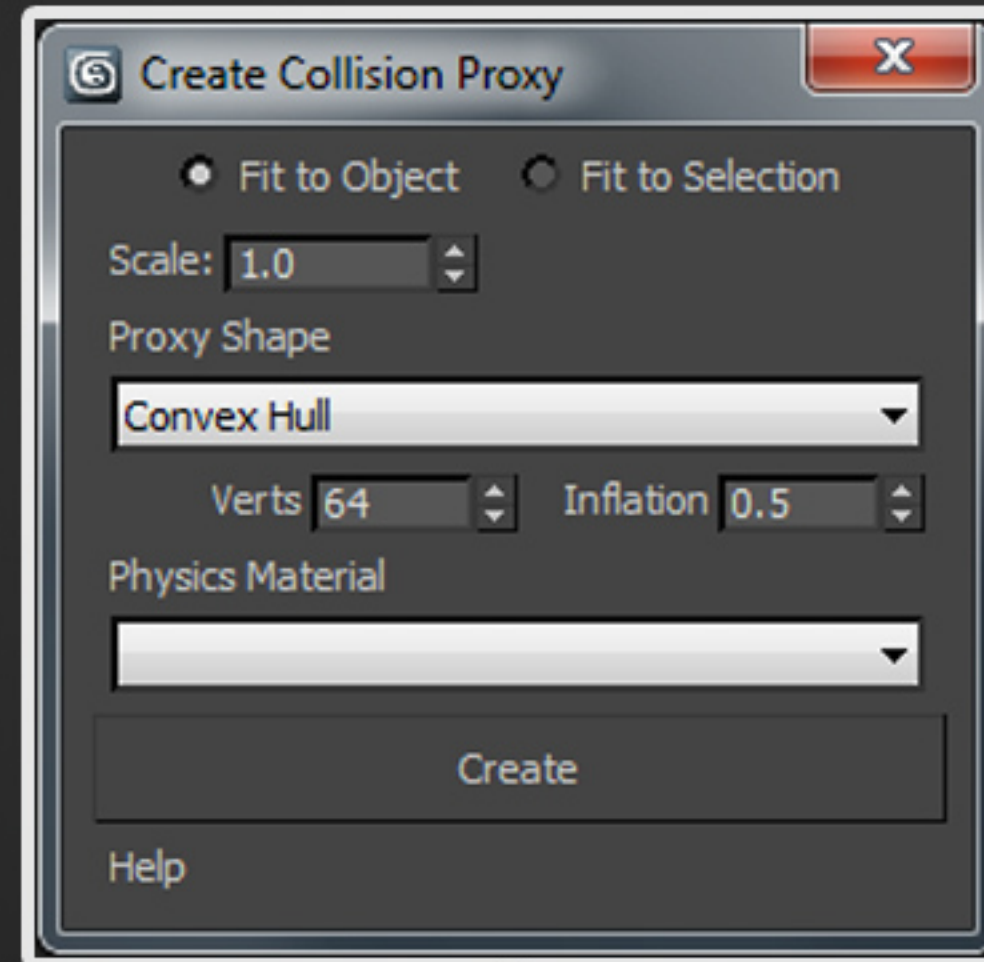 Create Collision Proxy
Fit to Object Fit to Selection
Scale: 1.0
Proxy Shape
Convex Hull
Verts 64 Inflation 0.5
Physics Material
Create
Help